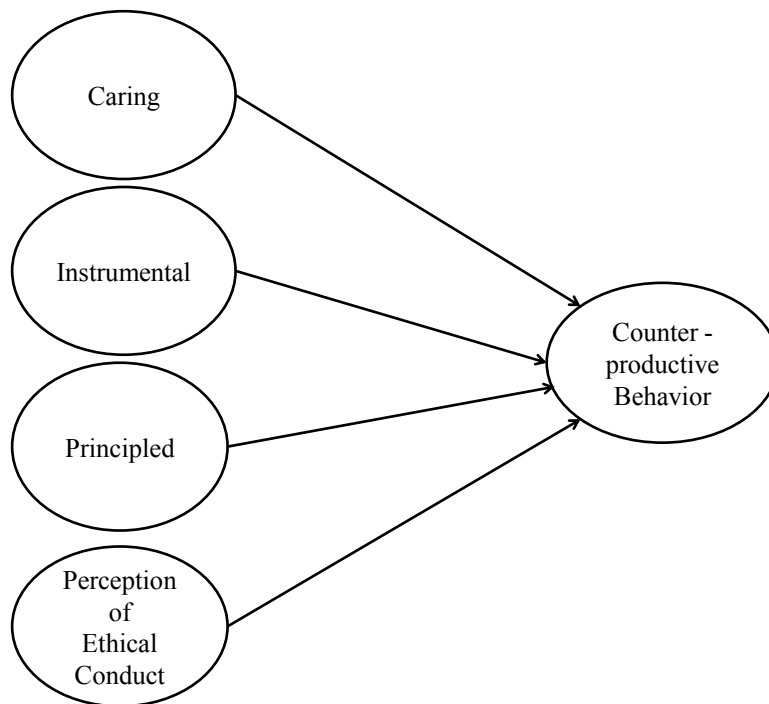 Caring
Instrumental
Principled
Perception
of
Ethical
Conduct
Counter -
productive
Behavior